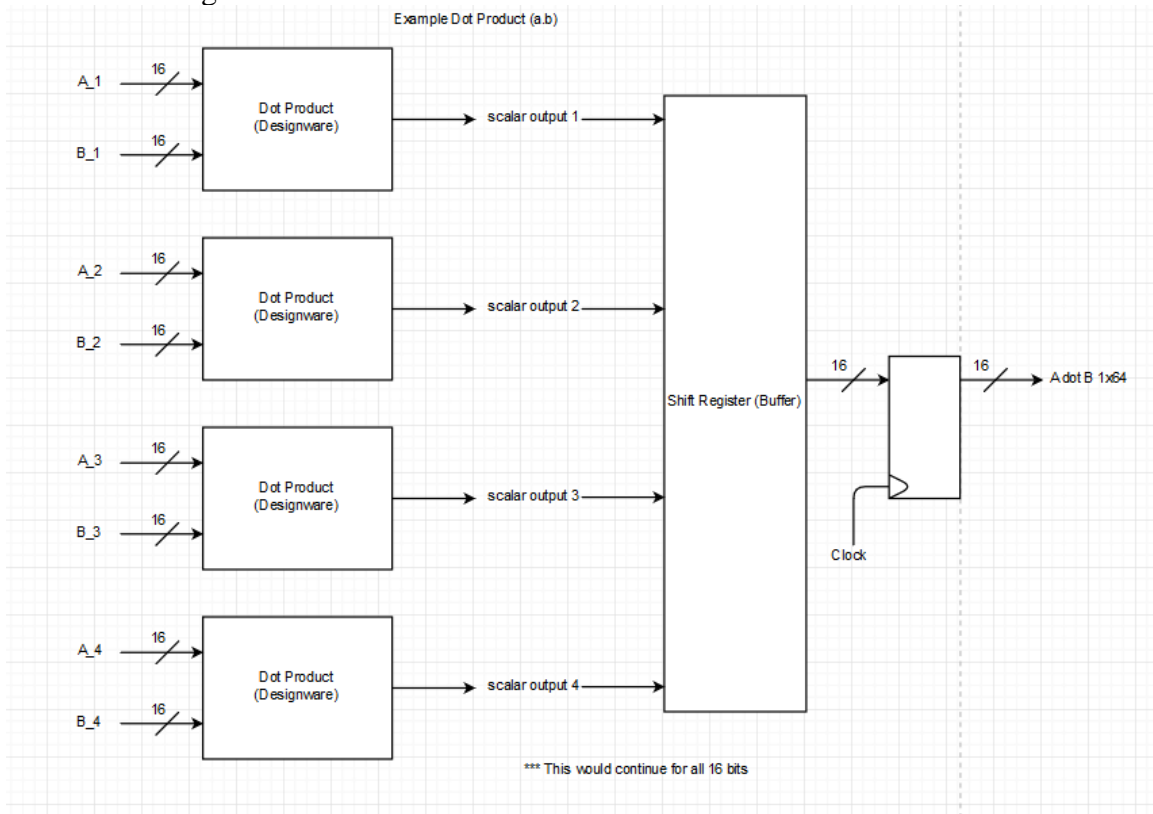 Example Dot Product (a.b)
A_1
16
B_1
16
Dot Product
(Designware)
scalar output 1
A_2
16
B_2
16
Dot Product
(Designware)
scalar output 2
A_3
16
B_3
16
Dot Product
(Designware)
scalar output 3
A_4
16
B_4
16
Dot Product
(Designware)
scalar output 4
Shift Register (Buffer)
16
16
A dot B 1x64
Clock
*** This would continue for all 16 bits